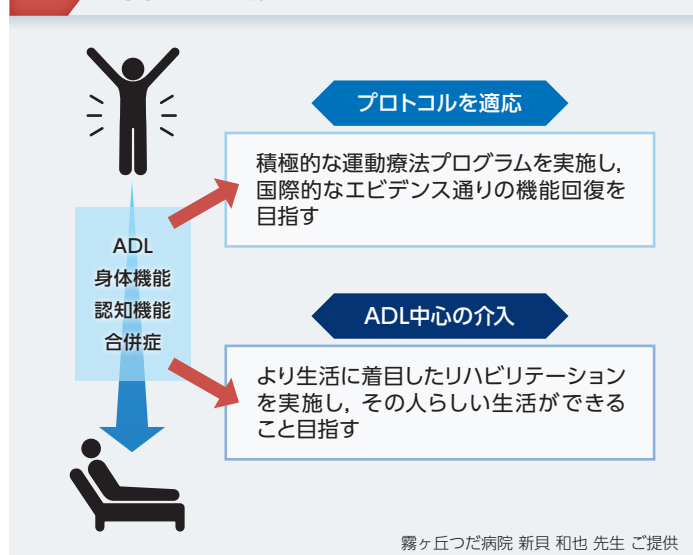 プロトコルを適応
積極的な運動療法プログラムを実施し,
国際的なエビデンス通りの機能回復を
目指す
ADL
身体機能
認知機能
合併症
ADL中心の介入
より生活に着目したリハビリテーション
を実施し, その人らしい生活ができる
こと目指す
霧ヶ丘つだ病院 新貝 和也 先生 ご提供